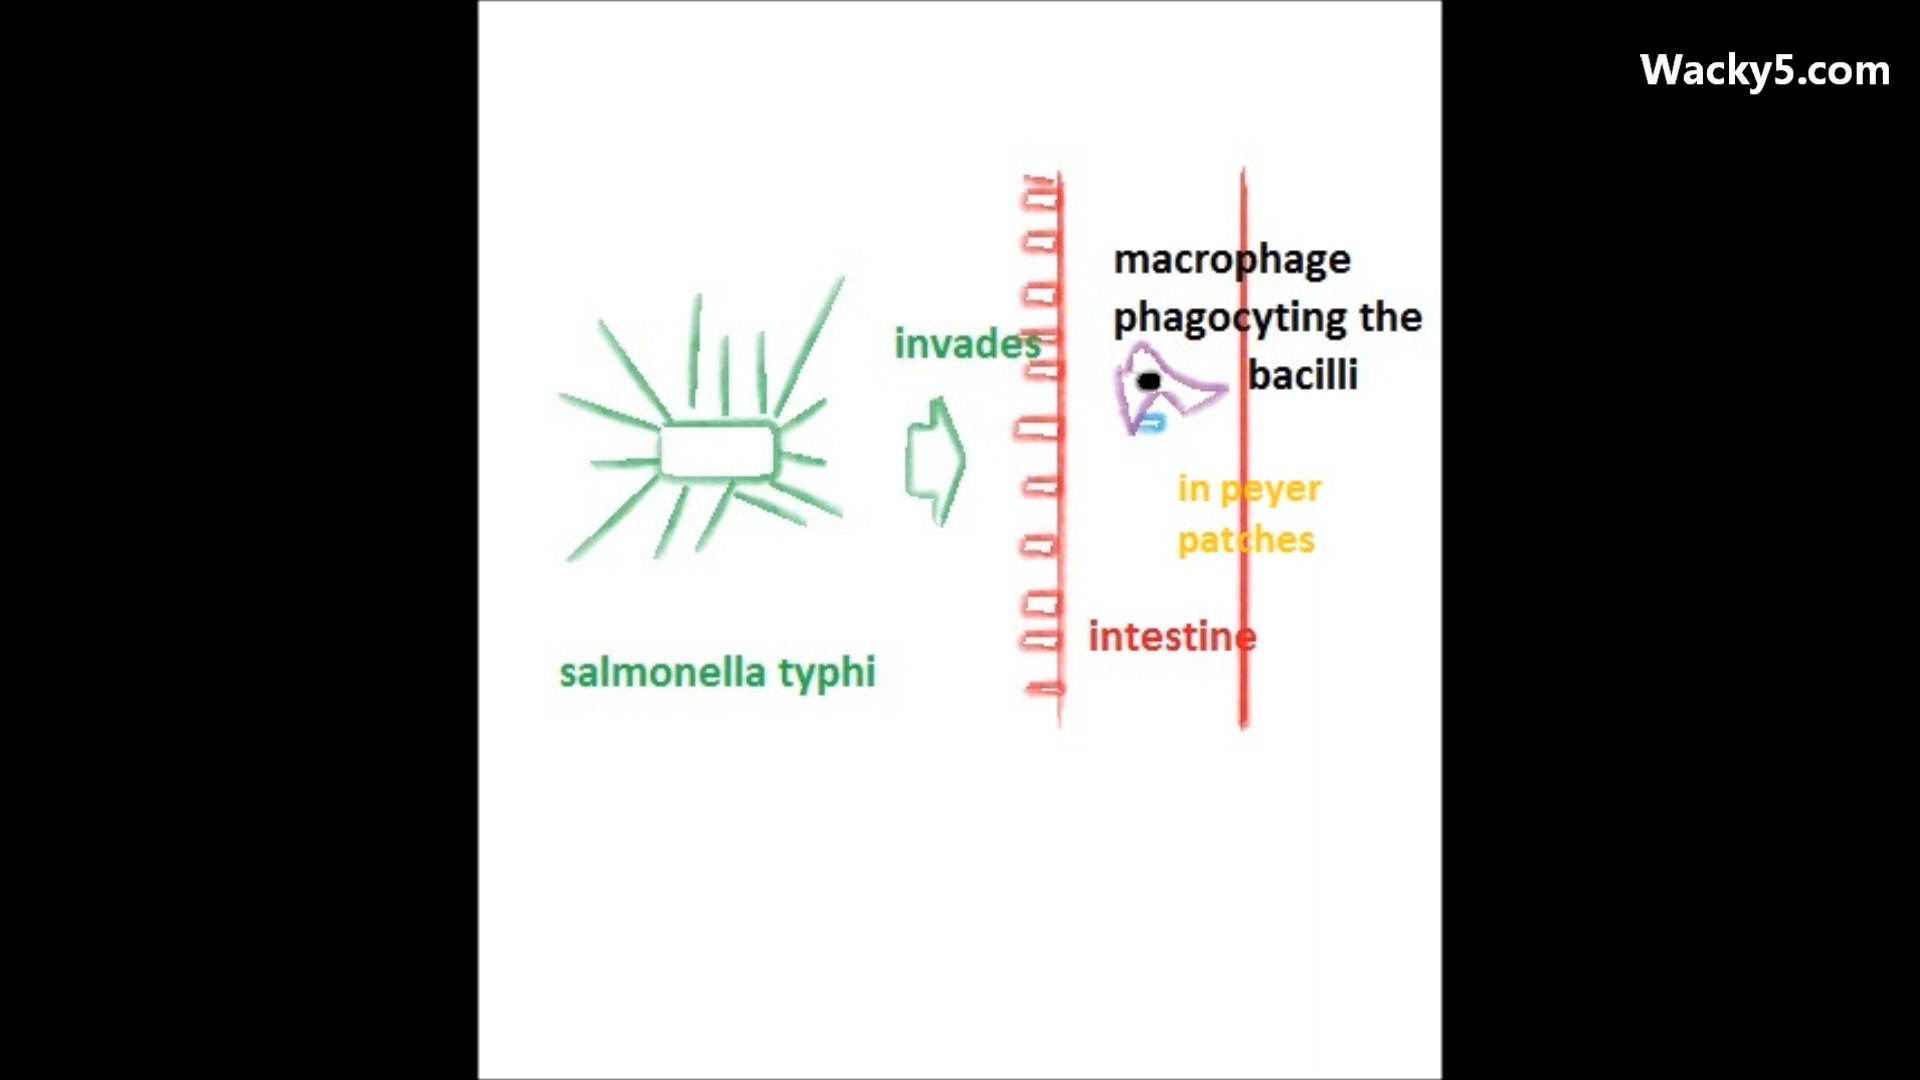 Wacky5.com
macrophage
phagocyting the
bacilli
invades
in peyer
patches
intestine
salmonella typhi